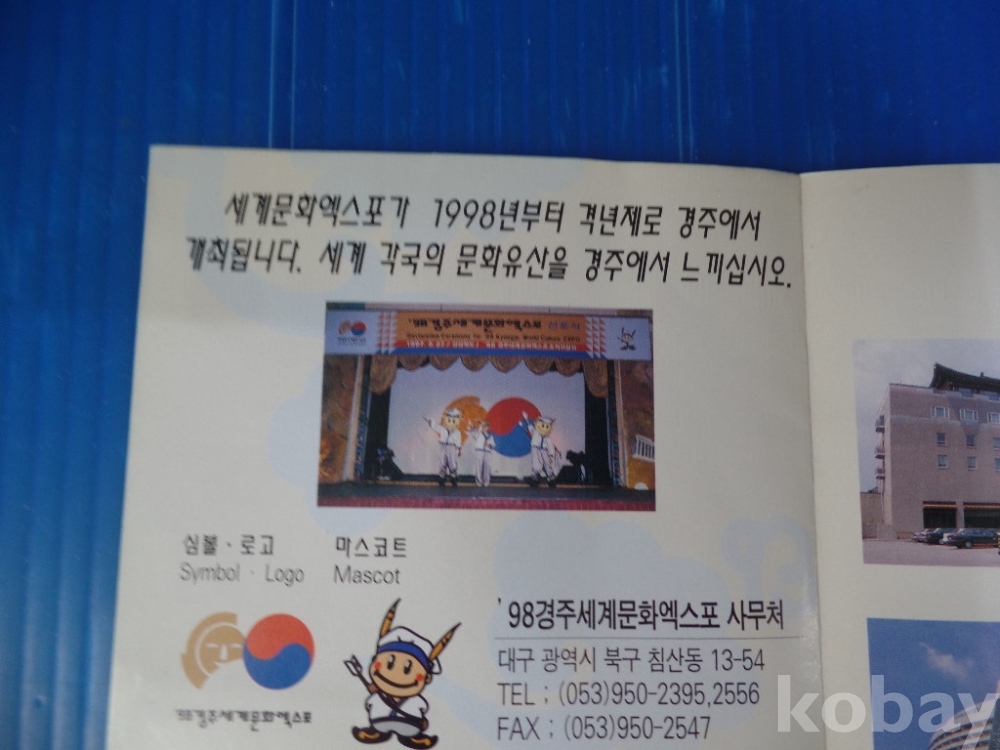 세계문화엑스포가 1998년부터 격년제로 경주에서
개최됩니다. 세계 각국의 문화유산을 경주에서 느끼십시오.
'98경주세계문화엑스포 선포식
심볼 · 로고
Symbol · Logo
마스코트
Mascot
'98경주세계문화엑스포
'98경주세계문화엑스포 사무처
대구 광역시 북구 침산동 13-54
TEL ; (053)950-2395,2556
FAX ; (053)950-2547
kobay